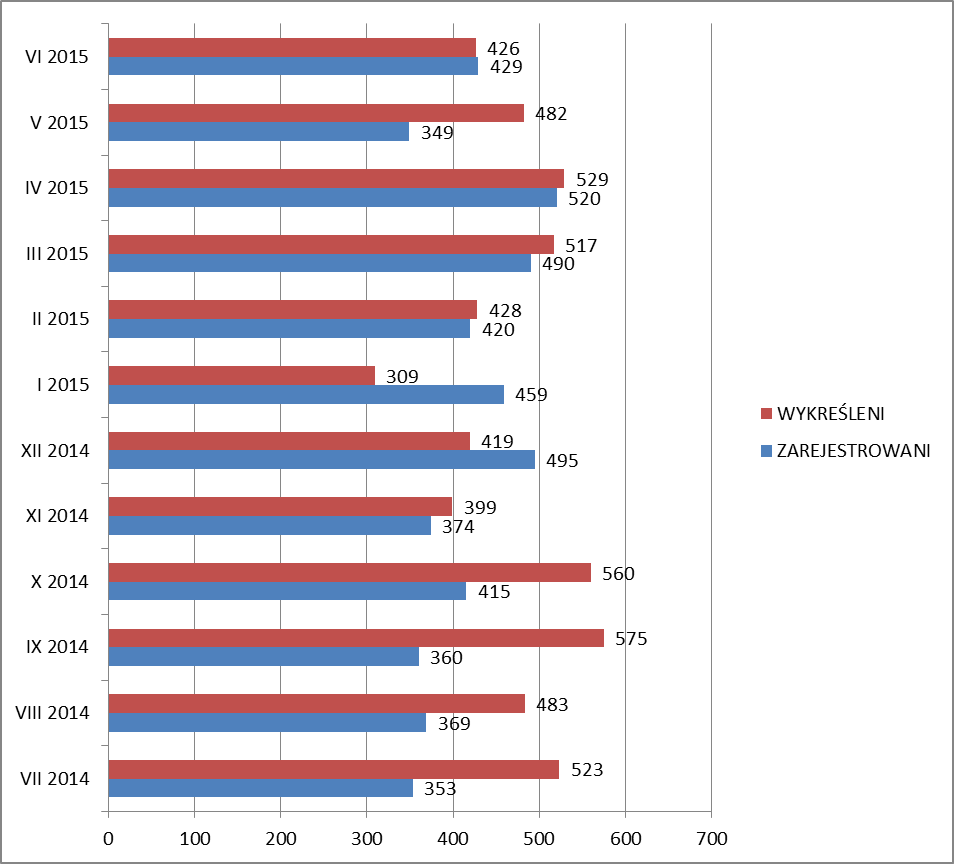 VI 2015
426
429
V 2015
482
349
IV 2015
529
520
III 2015
517
490
II 2015
428
420
I 2015
309
459
XII 2014
419
495
XI 2014
399
374
X 2014
560
415
IX 2014
575
360
VIII 2014
483
369
VII 2014
523
353
0 100 200 300 400 500 600 700
WYKREŚLENI
ZAREJESTROWANI